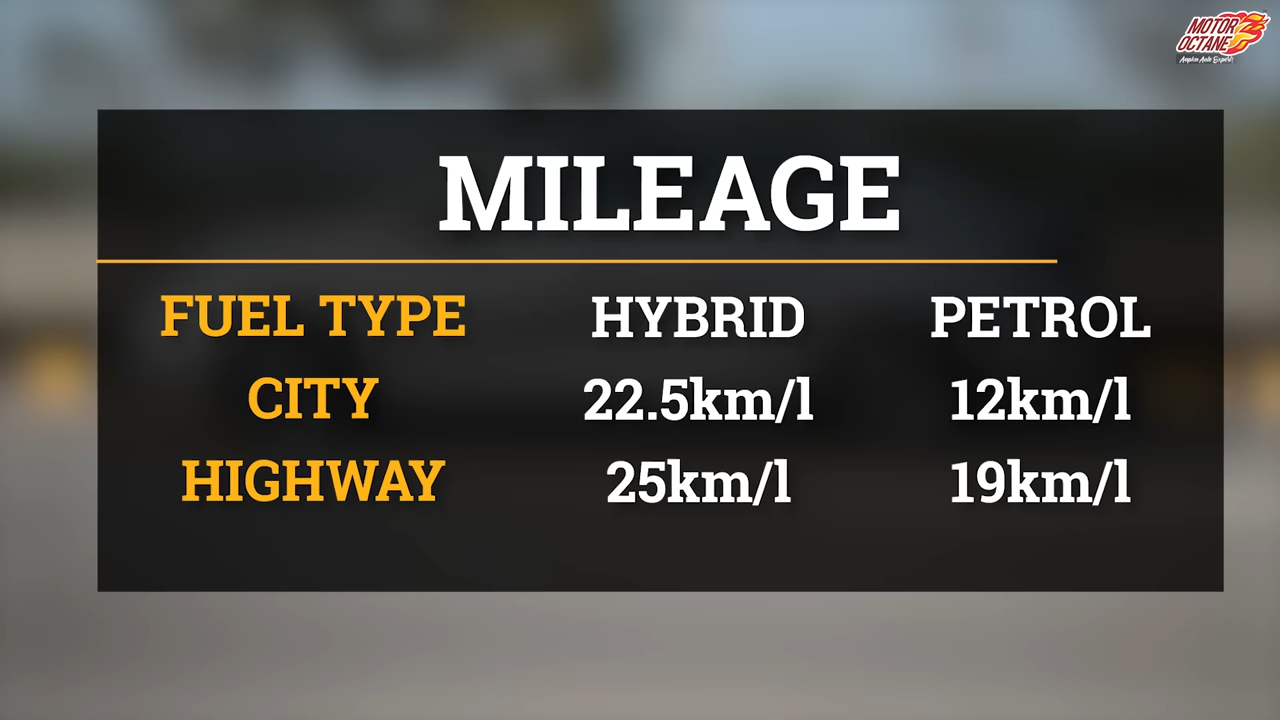 MOTOR
OCTANE
MILEAGE
FUEL TYPE HYBRID PETROL
CITY 22.5km/l 12km/l
HIGHWAY 25km/l 19km/l